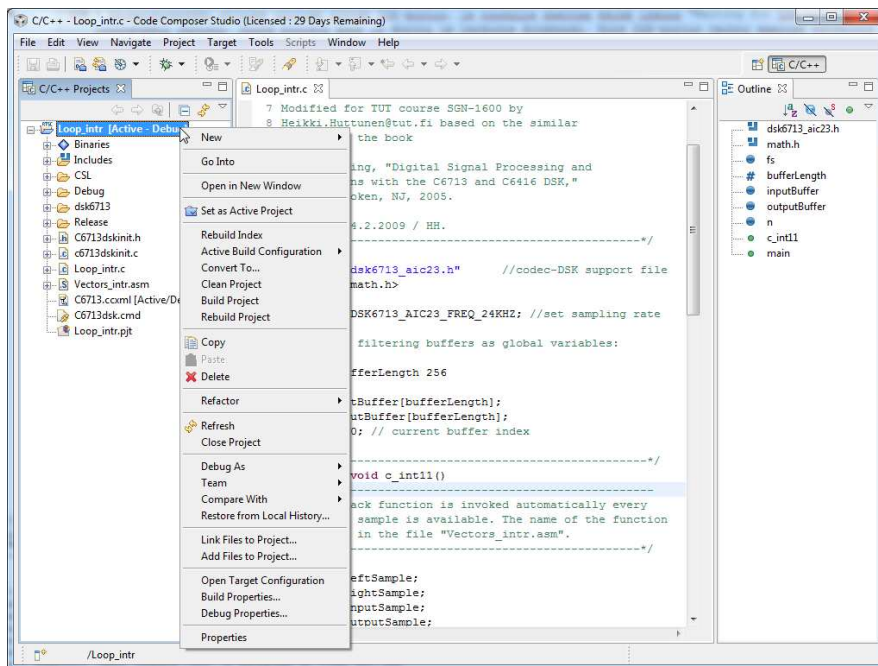 C/C++ - Loop_intr.c - Code Composer Studio (Licensed : 29 Days Remaining)
File Edit View Navigate Project Target Tools Scripts Window Help
C/C++
C/C++ Projects
Loop_intr [Active - Debu
Binaries
Includes
CSL
Debug
dsk6713
Release
C6713dskinit.h
c6713dskinit.c
Loop_intr.c
Vectors_intr.asm
C6713.ccxml [Active/De
C6713dsk.cmd
Loop_intr.pjt
New
Go Into
Open in New Window
Set as Active Project
Rebuild Index
Active Build Configuration
Convert To...
Clean Project
Build Project
Rebuild Project
Copy
Paste
Delete
Refactor
Refresh
Close Project
Debug As
Team
Compare With
Restore from Local History...
Link Files to Project...
Add Files to Project...
Open Target Configuration
Build Properties...
Debug Properties...
Properties
Loop_intr.c
7 Modified for TUT course SGN-1600 by
8 Heikki.Huttunen@tut.fi based on the similar
the book
ing, "Digital Signal Processing and
ns with the C6713 and C6416 DSK,"
oken, NJ, 2005.
4.2.2009 / HH.
-----------------------------------------*/
dsk6713_aic23.h" //codec-DSK support file
math.h>
DSK6713_AIC23_FREQ_24KHZ; //set sampling rate
filtering buffers as global variables:
fferLength 256
tBuffer[bufferLength];
utBuffer[bufferLength];
0; // current buffer index
------------------------------------------*/
void c_int11()
-------------------------------------------
ack function is invoked automatically every
sample is available. The name of the function
in the file "Vectors_intr.asm".
-----------------------------------------*/
eftSample;
ightSample;
nputSample;
utputSample;
Outline
dsk6713_aic23.h
math.h
fs
bufferLength
inputBuffer
outputBuffer
n
c_int11
main
/Loop_intr